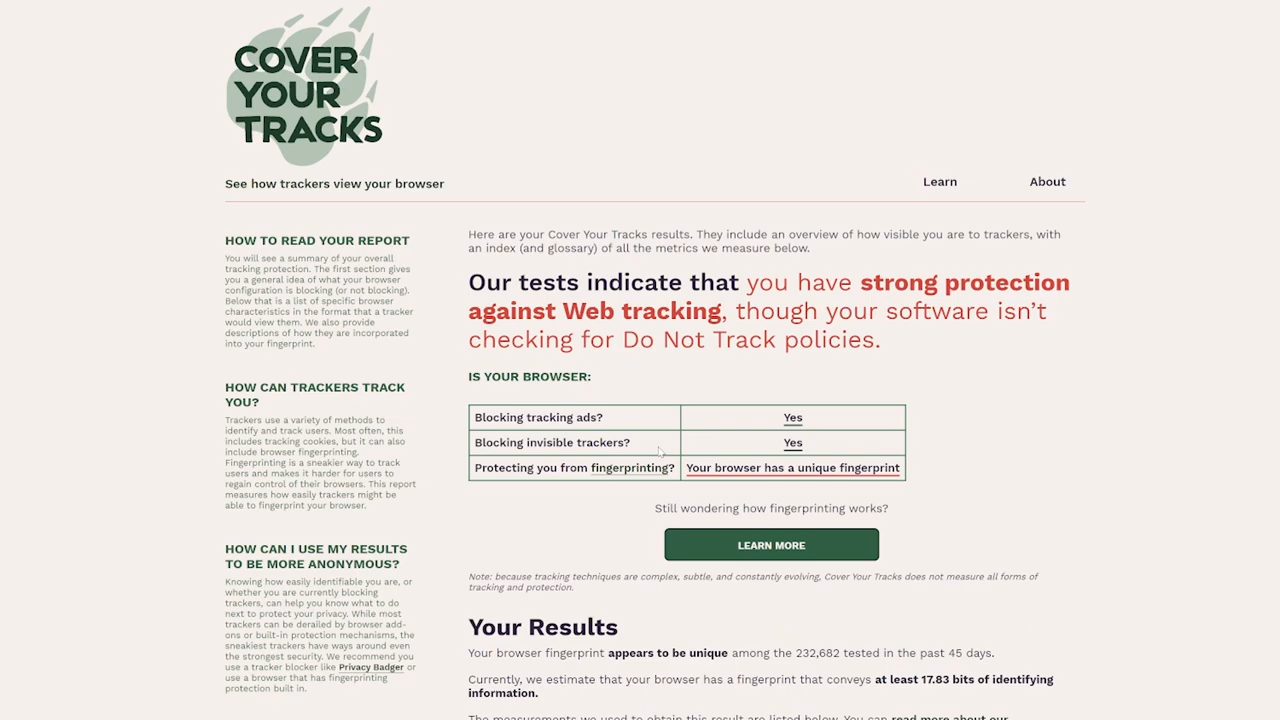 COVER
YOUR
TRACKS
See how trackers view your browser
Learn
About
HOW TO READ YOUR REPORT
You will see a summary of your overall
tracking protection. The first section gives
you a general idea of what your browser
configuration is blocking (or not blocking).
Below that is a list of specific browser
characteristics in the format that a tracker
would view them. We also provide
descriptions of how they are incorporated
into your fingerprint.
HOW CAN TRACKERS TRACK
YOU?
Trackers use a variety of methods to
identify and track users. Most often, this
includes tracking cookies, but it can also
include browser fingerprinting.
Fingerprinting is a sneakier way to track
users and makes it harder for users to
regain control of their browsers. This report
measures how easily trackers might be
able to fingerprint your browser.
HOW CAN I USE MY RESULTS
TO BE MORE ANONYMOUS?
Knowing how easily identifiable you are, or
whether you are currently blocking
trackers, can help you know what to do
next to protect your privacy. While most
trackers can be derailed by browser add-
ons or built-in protection mechanisms, the
sneakiest trackers have ways around even
the strongest security. We recommend you
use a tracker blocker like Privacy Badger or
use a browser that has fingerprinting
protection built in.
Here are your Cover Your Tracks results. They include an overview of how visible you are to trackers, with
an index (and glossary) of all the metrics we measure below.
Our tests indicate that you have strong protection
against Web tracking, though your software isn't
checking for Do Not Track policies.
IS YOUR BROWSER:
Blocking tracking ads? Yes
Blocking invisible trackers? Yes
Protecting you from fingerprinting? Your browser has a unique fingerprint
Still wondering how fingerprinting works?
LEARN MORE
Note: because tracking techniques are complex, subtle, and constantly evolving, Cover Your Tracks does not measure all forms of
tracking and protection.
Your Results
Your browser fingerprint appears to be unique among the 232,682 tested in the past 45 days.
Currently, we estimate that your browser has a fingerprint that conveys at least 17.83 bits of identifying
information.
The measurements we used to obtain this result are listed below. You can read more about our